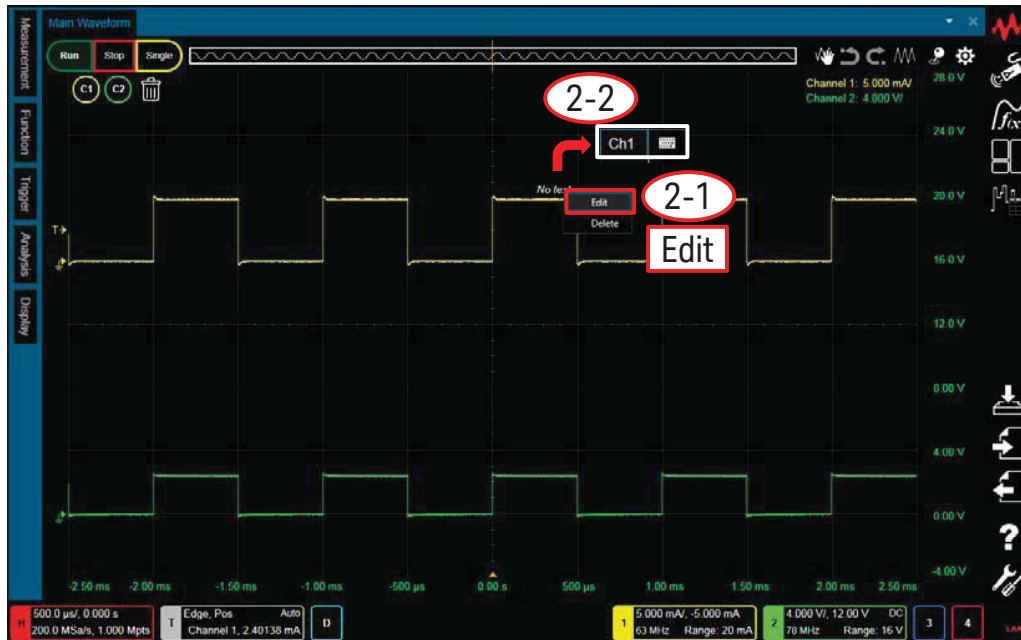 Main Waveform
Measurement
Function
Trigger
Analysis
Display
Run Stop Single
C1 C2
Channel 1: 5.000 mA/
Channel 2: 4.000 V/
28.0 V
24.0 V
20.0 V
16.0 V
12.0 V
8.00 V
4.00 V
0.00 V
-4.00 V
2-2
Ch1
No text
Edit
Delete
2-1
Edit
T
-2.50 ms -2.00 ms -1.50 ms -1.00 ms -500 µs 0.00 s 500 µs 1.00 ms 1.50 ms 2.00 ms 2.50 ms
f(x)
?
H 500.0 µs/, 0.000 s
200.0 MSa/s, 1.000 Mpts
T Edge, Pos Auto
Channel 1, 2.40138 mA
D
1 5.000 mA/, -5.000 mA
63 MHz Range: 20 mA
2 4.000 V/, 12.00 V DC
78 MHz Range: 16 V
3 4
LAN